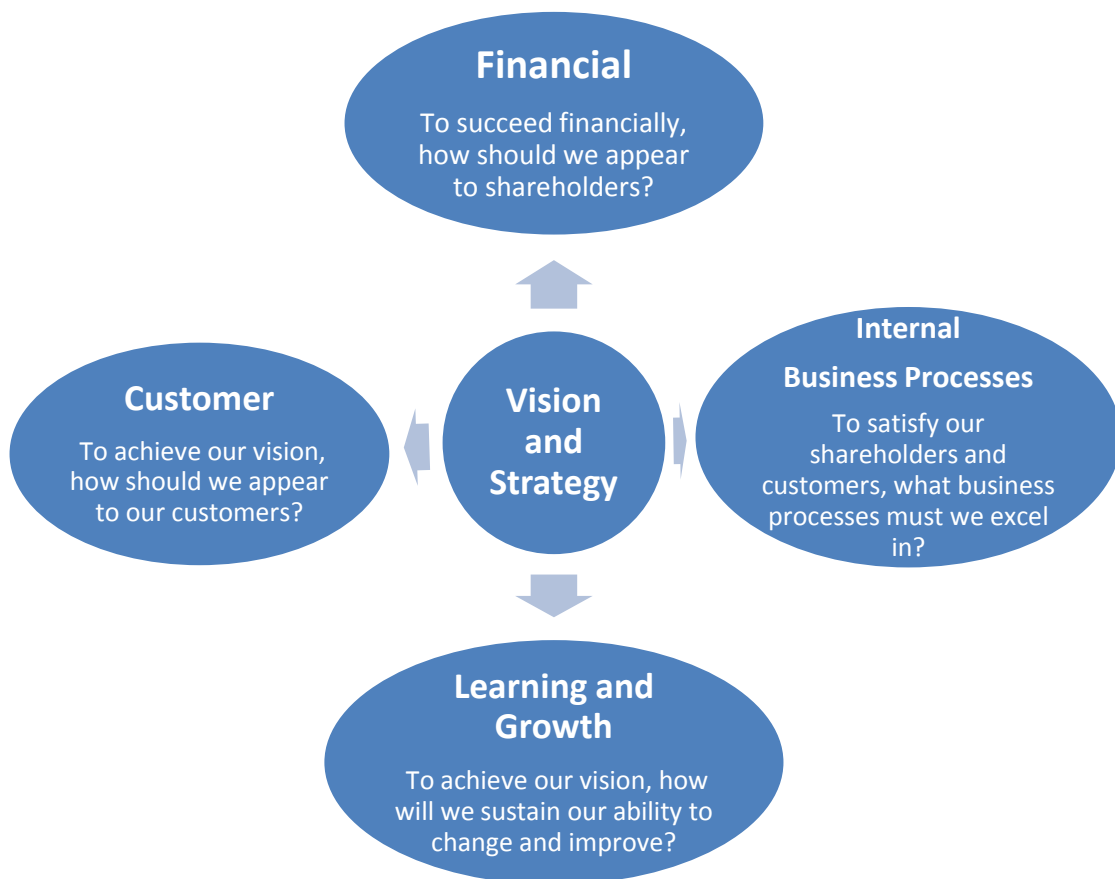 Financial
To succeed financially,
how should we appear
to shareholders?
Customer
To achieve our vision,
how should we appear
to our customers?
Vision
and
Strategy
Internal
Business Processes
To satisfy our
shareholders and
customers, what business
processes must we excel
in?
Learning and
Growth
To achieve our vision, how
will we sustain our ability to
change and improve?